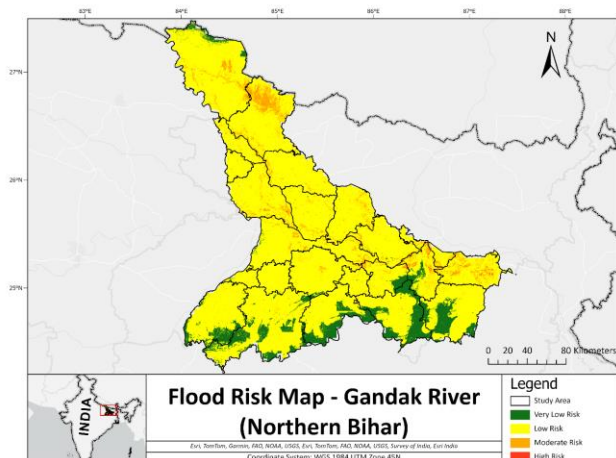 83°E 84°E 85°E 86°E 87°E 88°E
N
27°N
26°N
25°N
0 20 40 80 Kilometers
INDIA
Flood Risk Map - Gandak River
(Northern Bihar)
Esri, TomTom, Garmin, FAO, NOAA, USGS, Esri, TomTom, FAO, NOAA, USGS, Survey of India, Esri India
Coordinate System: WGS 1984 UTM Zone 45N
Legend
Study Area
Very Low Risk
Low Risk
Moderate Risk
High Risk